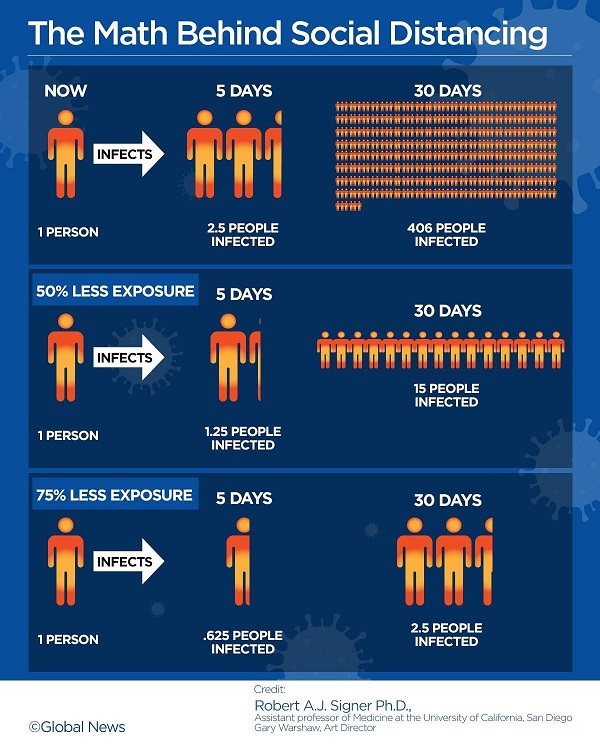 The Math Behind Social Distancing
NOW
5 DAYS
30 DAYS
INFECTS
1 PERSON
2.5 PEOPLE
INFECTED
406 PEOPLE
INFECTED
50% LESS EXPOSURE
5 DAYS
30 DAYS
INFECTS
1 PERSON
1.25 PEOPLE
INFECTED
15 PEOPLE
INFECTED
75% LESS EXPOSURE
5 DAYS
30 DAYS
INFECTS
1 PERSON
.625 PEOPLE
INFECTED
2.5 PEOPLE
INFECTED
Credit:
Robert A.J. Signer Ph.D.,
Assistant professor of Medicine at the University of California, San Diego
Gary Warshaw, Art Director
©Global News